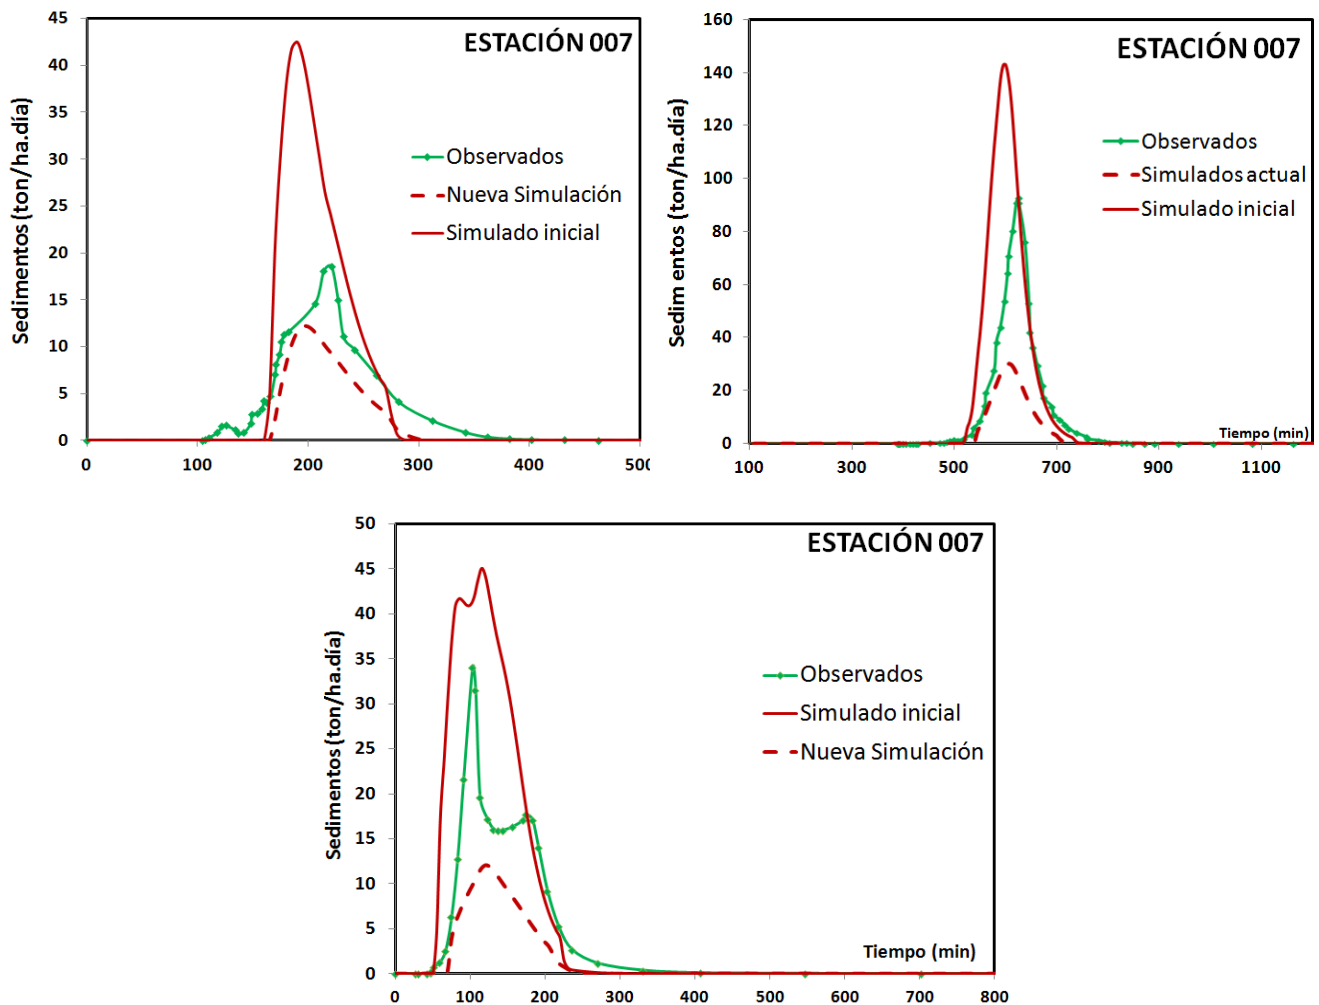 45
40
35
30
25
20
15
10
5
0
Sedimentos (ton/ha.día)
ESTACIÓN 007
Observados
Nueva Simulación
Simulado inicial
0 100 200 300 400 500
160
140
120
100
80
60
40
20
0
Sedim entos (ton/ha.día)
ESTACIÓN 007
Observados
Simulados actual
Simulado inicial
Tiempo (min)
100 300 500 700 900 1100
50
45
40
35
30
25
20
15
10
5
0
Sedimentos (ton/ha.día)
ESTACIÓN 007
Observados
Simulado inicial
Nueva Simulación
Tiempo (min)
0 100 200 300 400 500 600 700 800